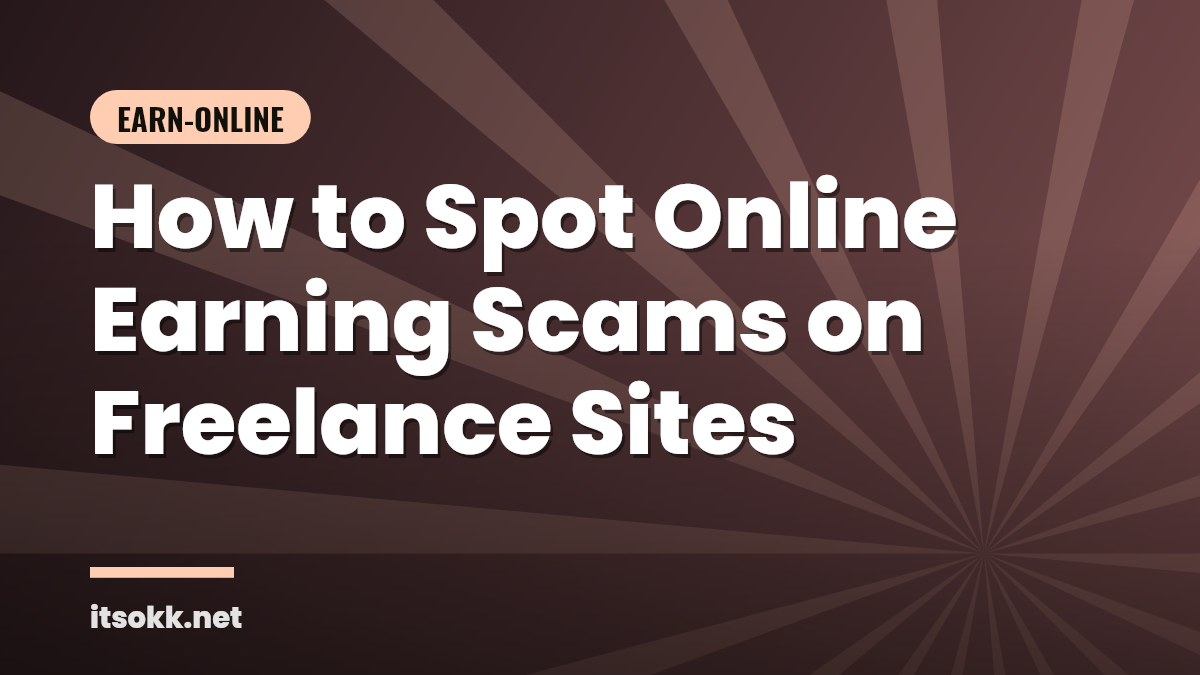 EARN-ONLINE
How to Spot Online
Earning Scams on
Freelance Sites
itsokk.net